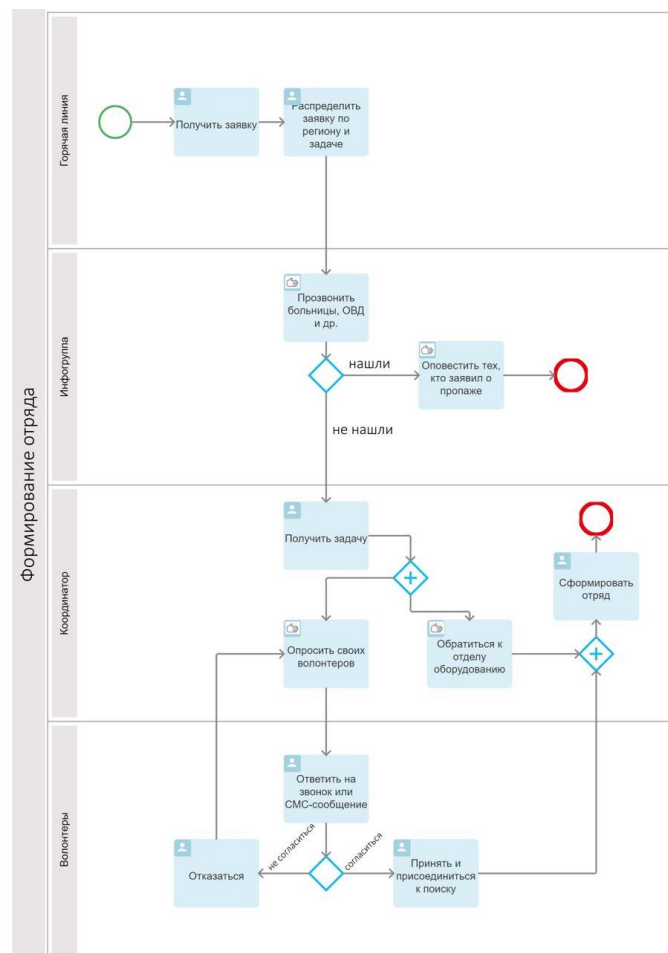 Формирование отряда
Горячая линия
Получить заявку
Распределить
заявку по
региону и
задаче
Инфогруппа
Прозвонить
больницы, ОВД
и др.
нашли
Оповестить тех,
кто заявил о
пропаже
не нашли
Координатор
Получить задачу
Сформировать
отряд
Опросить своих
волонтеров
Обратиться к
отделу
оборудованию
Волонтеры
Ответить на
звонок или
СМС-сообщение
не согласиться
согласиться
Отказаться
Принять и
присоединиться
к поиску